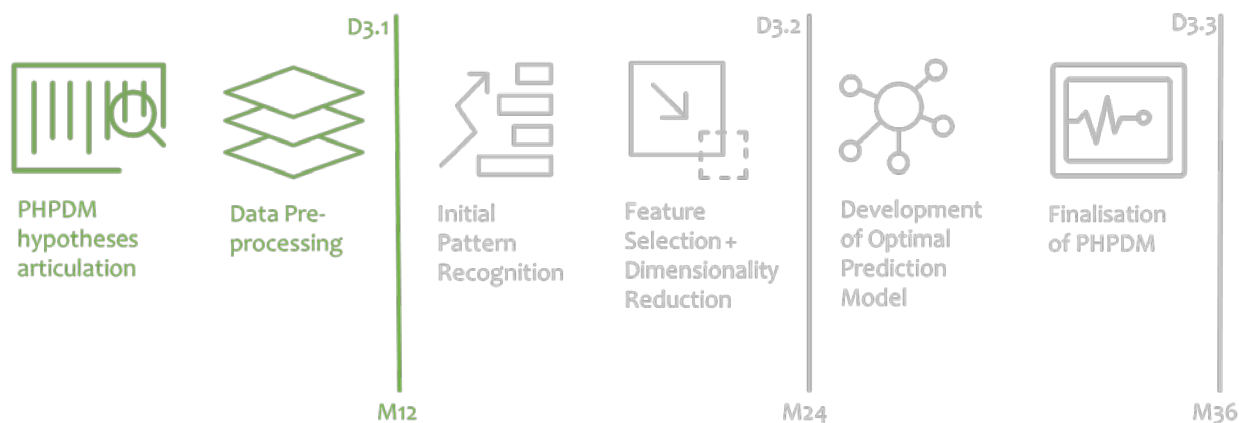 D3.1
D3.2
D3.3
PHPDM
hypotheses
articulation
Data Pre-
processing
Initial
Pattern
Recognition
Feature
Selection +
Dimensionality
Reduction
Development
of Optimal
Prediction
Model
Finalisation
of PHPDM
M12
M24
M36